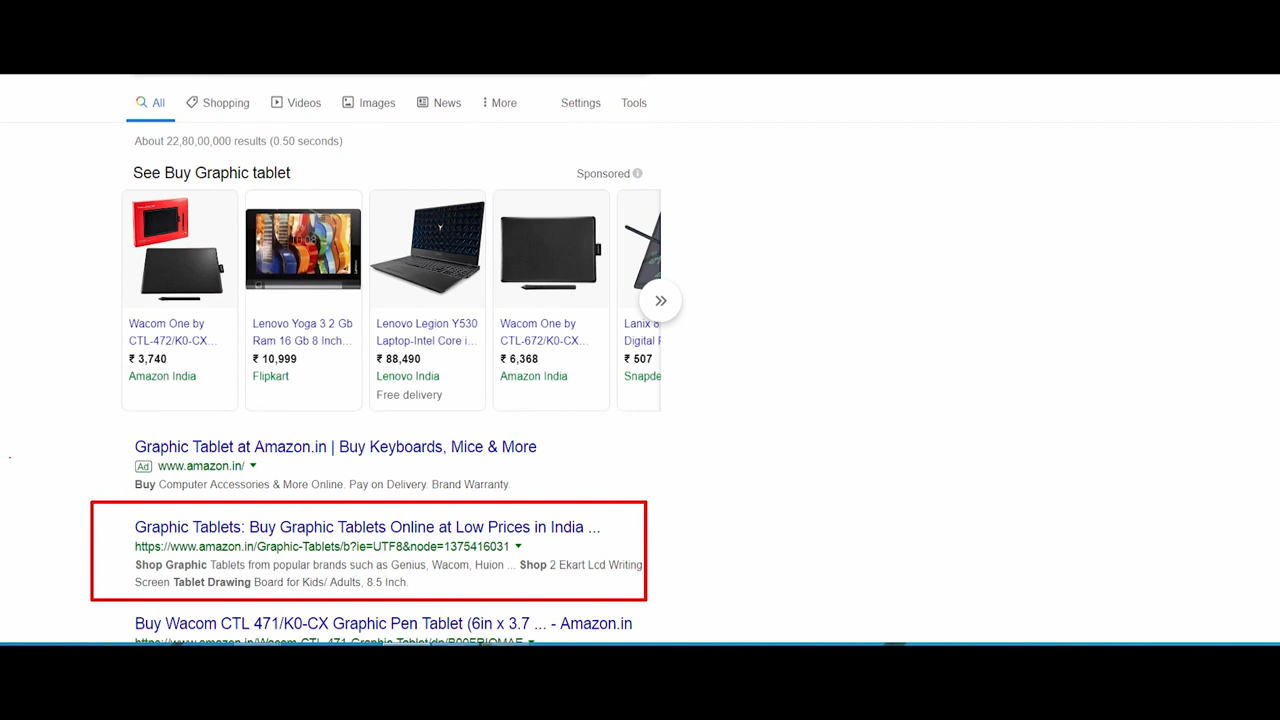 All Shopping Videos Images News More Settings Tools
About 22,80,00,000 results (0.50 seconds)
See Buy Graphic tablet
Sponsored
Wacom One by
CTL-472/K0-CX...
₹ 3,740
Amazon India
Lenovo Yoga 3 2 Gb
Ram 16 Gb 8 Inch...
₹ 10,999
Flipkart
Lenovo Legion Y530
Laptop-Intel Core i...
₹ 88,490
Lenovo India
Free delivery
Wacom One by
CTL-672/K0-CX...
₹ 6,368
Amazon India
Lanix 8
Digital
₹ 507
Snapde
Graphic Tablet at Amazon.in | Buy Keyboards, Mice & More
Ad www.amazon.in/
Buy Computer Accessories & More Online. Pay on Delivery. Brand Warranty.
Graphic Tablets: Buy Graphic Tablets Online at Low Prices in India ...
https://www.amazon.in/Graphic-Tablets/b?ie=UTF8&node=1375416031
Shop Graphic Tablets from popular brands such as Genius, Wacom, Huion ... Shop 2 Ekart Lcd Writing
Screen Tablet Drawing Board for Kids/ Adults, 8.5 Inch.
Buy Wacom CTL 471/K0-CX Graphic Pen Tablet (6in x 3.7 ... - Amazon.in